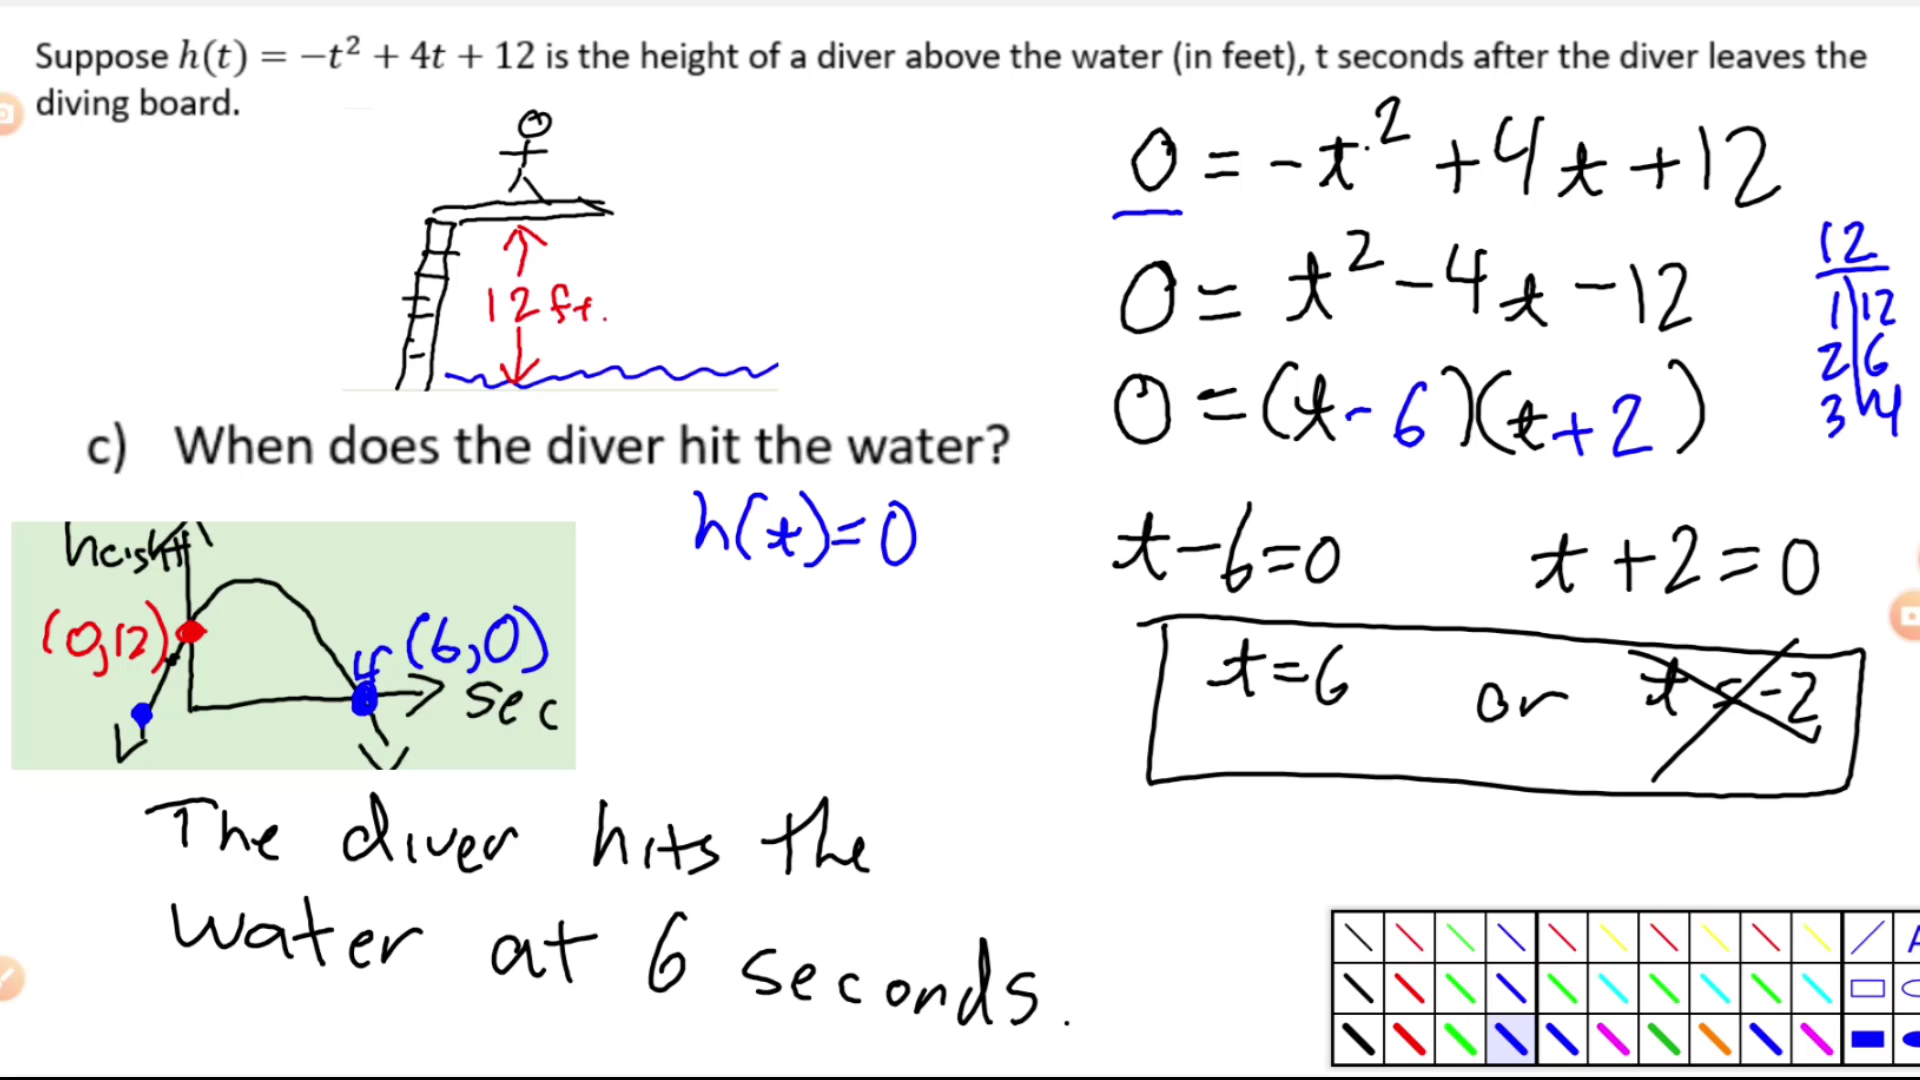 Suppose h(t) = −t² + 4t + 12 is the height of a diver above the water (in feet), t seconds after the diver leaves the
diving board.
12 ft.
c) When does the diver hit the water?
h(t)=0
height
(0,12)
(6,0)
sec
The diver hits the
water at 6 seconds.
0 = -t² + 4t + 12
0 = t² - 4t - 12
0 = (t - 6)(t + 2)
12
1 12
2 6
3 4
t - 6 = 0 t + 2 = 0
t = 6 or t = -2